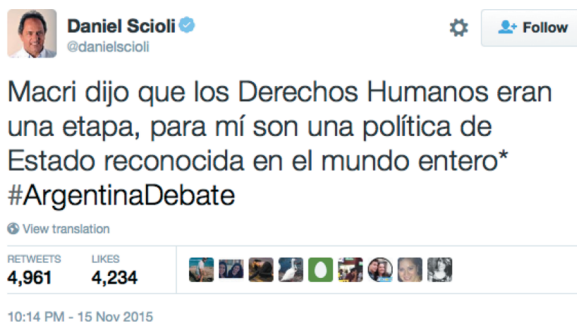 Daniel Scioli
@danielscioli
Follow
Macri dijo que los Derechos Humanos eran
una etapa, para mí son una política de
Estado reconocida en el mundo entero*
#ArgentinaDebate
View translation
RETWEETS LIKES
4,961 4,234
10:14 PM - 15 Nov 2015